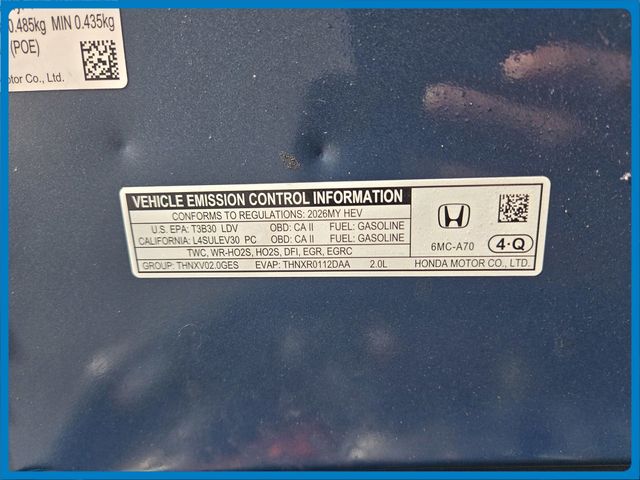 0.485kg MIN 0.435kg
(POE)
otor Co., Ltd.
VEHICLE EMISSION CONTROL INFORMATION
CONFORMS TO REGULATIONS: 2026MY HEV
U.S. EPA: T3B30 LDV OBD: CA II FUEL: GASOLINE
CALIFORNIA: L4SULEV30 PC OBD: CA II FUEL: GASOLINE
TWC, WR-HO2S, HO2S, DFI, EGR, EGRC
GROUP: THNXV02.0GES EVAP: THNXR0112DAA 2.0L
6MC-A70 4·Q
HONDA MOTOR CO., LTD.